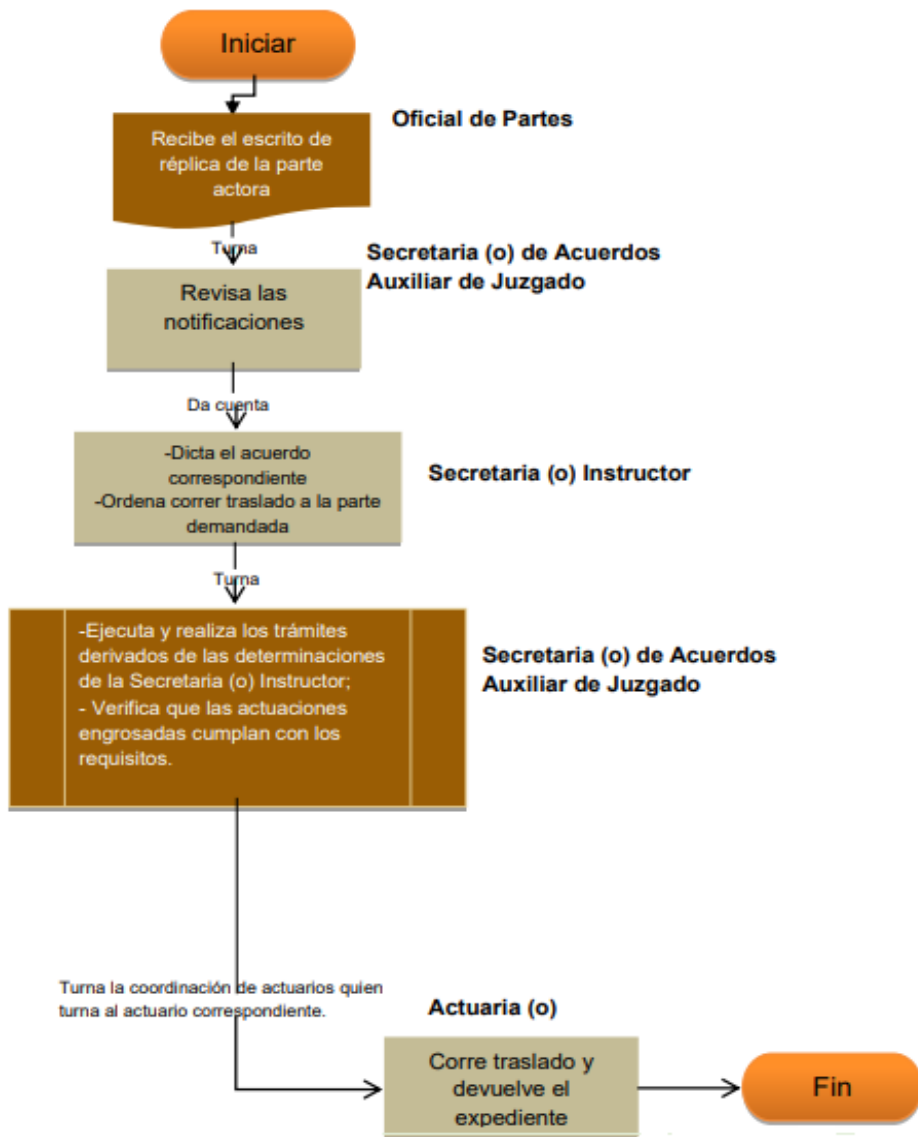 Iniciar
Oficial de Partes
Recibe el escrito de
réplica de la parte
actora
Turna
Secretaria (o) de Acuerdos
Auxiliar de Juzgado
Revisa las
notificaciones
Da cuenta
-Dicta el acuerdo
correspondiente
-Ordena correr traslado a la parte
demandada
Secretaria (o) Instructor
Turna
-Ejecuta y realiza los trámites
derivados de las determinaciones
de la Secretaria (o) Instructor;
- Verifica que las actuaciones
engrosadas cumplan con los
requisitos.
Secretaria (o) de Acuerdos
Auxiliar de Juzgado
Turna la coordinación de actuarios quien
turna al actuario correspondiente.
Actuaria (o)
Corre traslado y
devuelve el
expediente
Fin